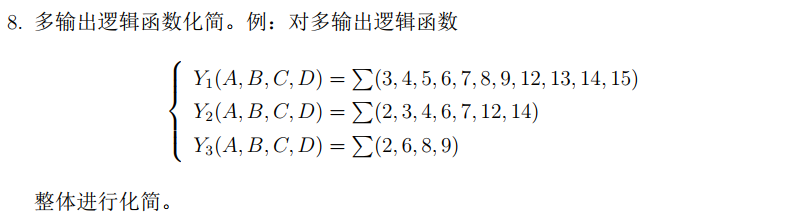 8. 多输出逻辑函数化简。例：对多输出逻辑函数
Y₁(A, B, C, D) = ∑(3, 4, 5, 6, 7, 8, 9, 12, 13, 14, 15)
Y₂(A, B, C, D) = ∑(2, 3, 4, 6, 7, 12, 14)
Y₃(A, B, C, D) = ∑(2, 6, 8, 9)
整体进行化简。